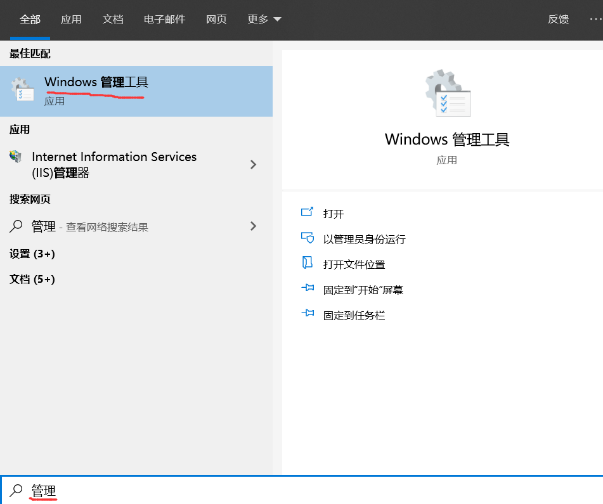 全部 应用 文档 电子邮件 网页 更多 反馈 ...
最佳匹配
Windows 管理工具
应用
应用
Internet Information Services
(IIS)管理器
搜索网页
管理 - 查看网络搜索结果
设置 (3+)
文档 (5+)
Windows 管理工具
应用
打开
以管理员身份运行
打开文件位置
固定到"开始"屏幕
固定到任务栏
管理